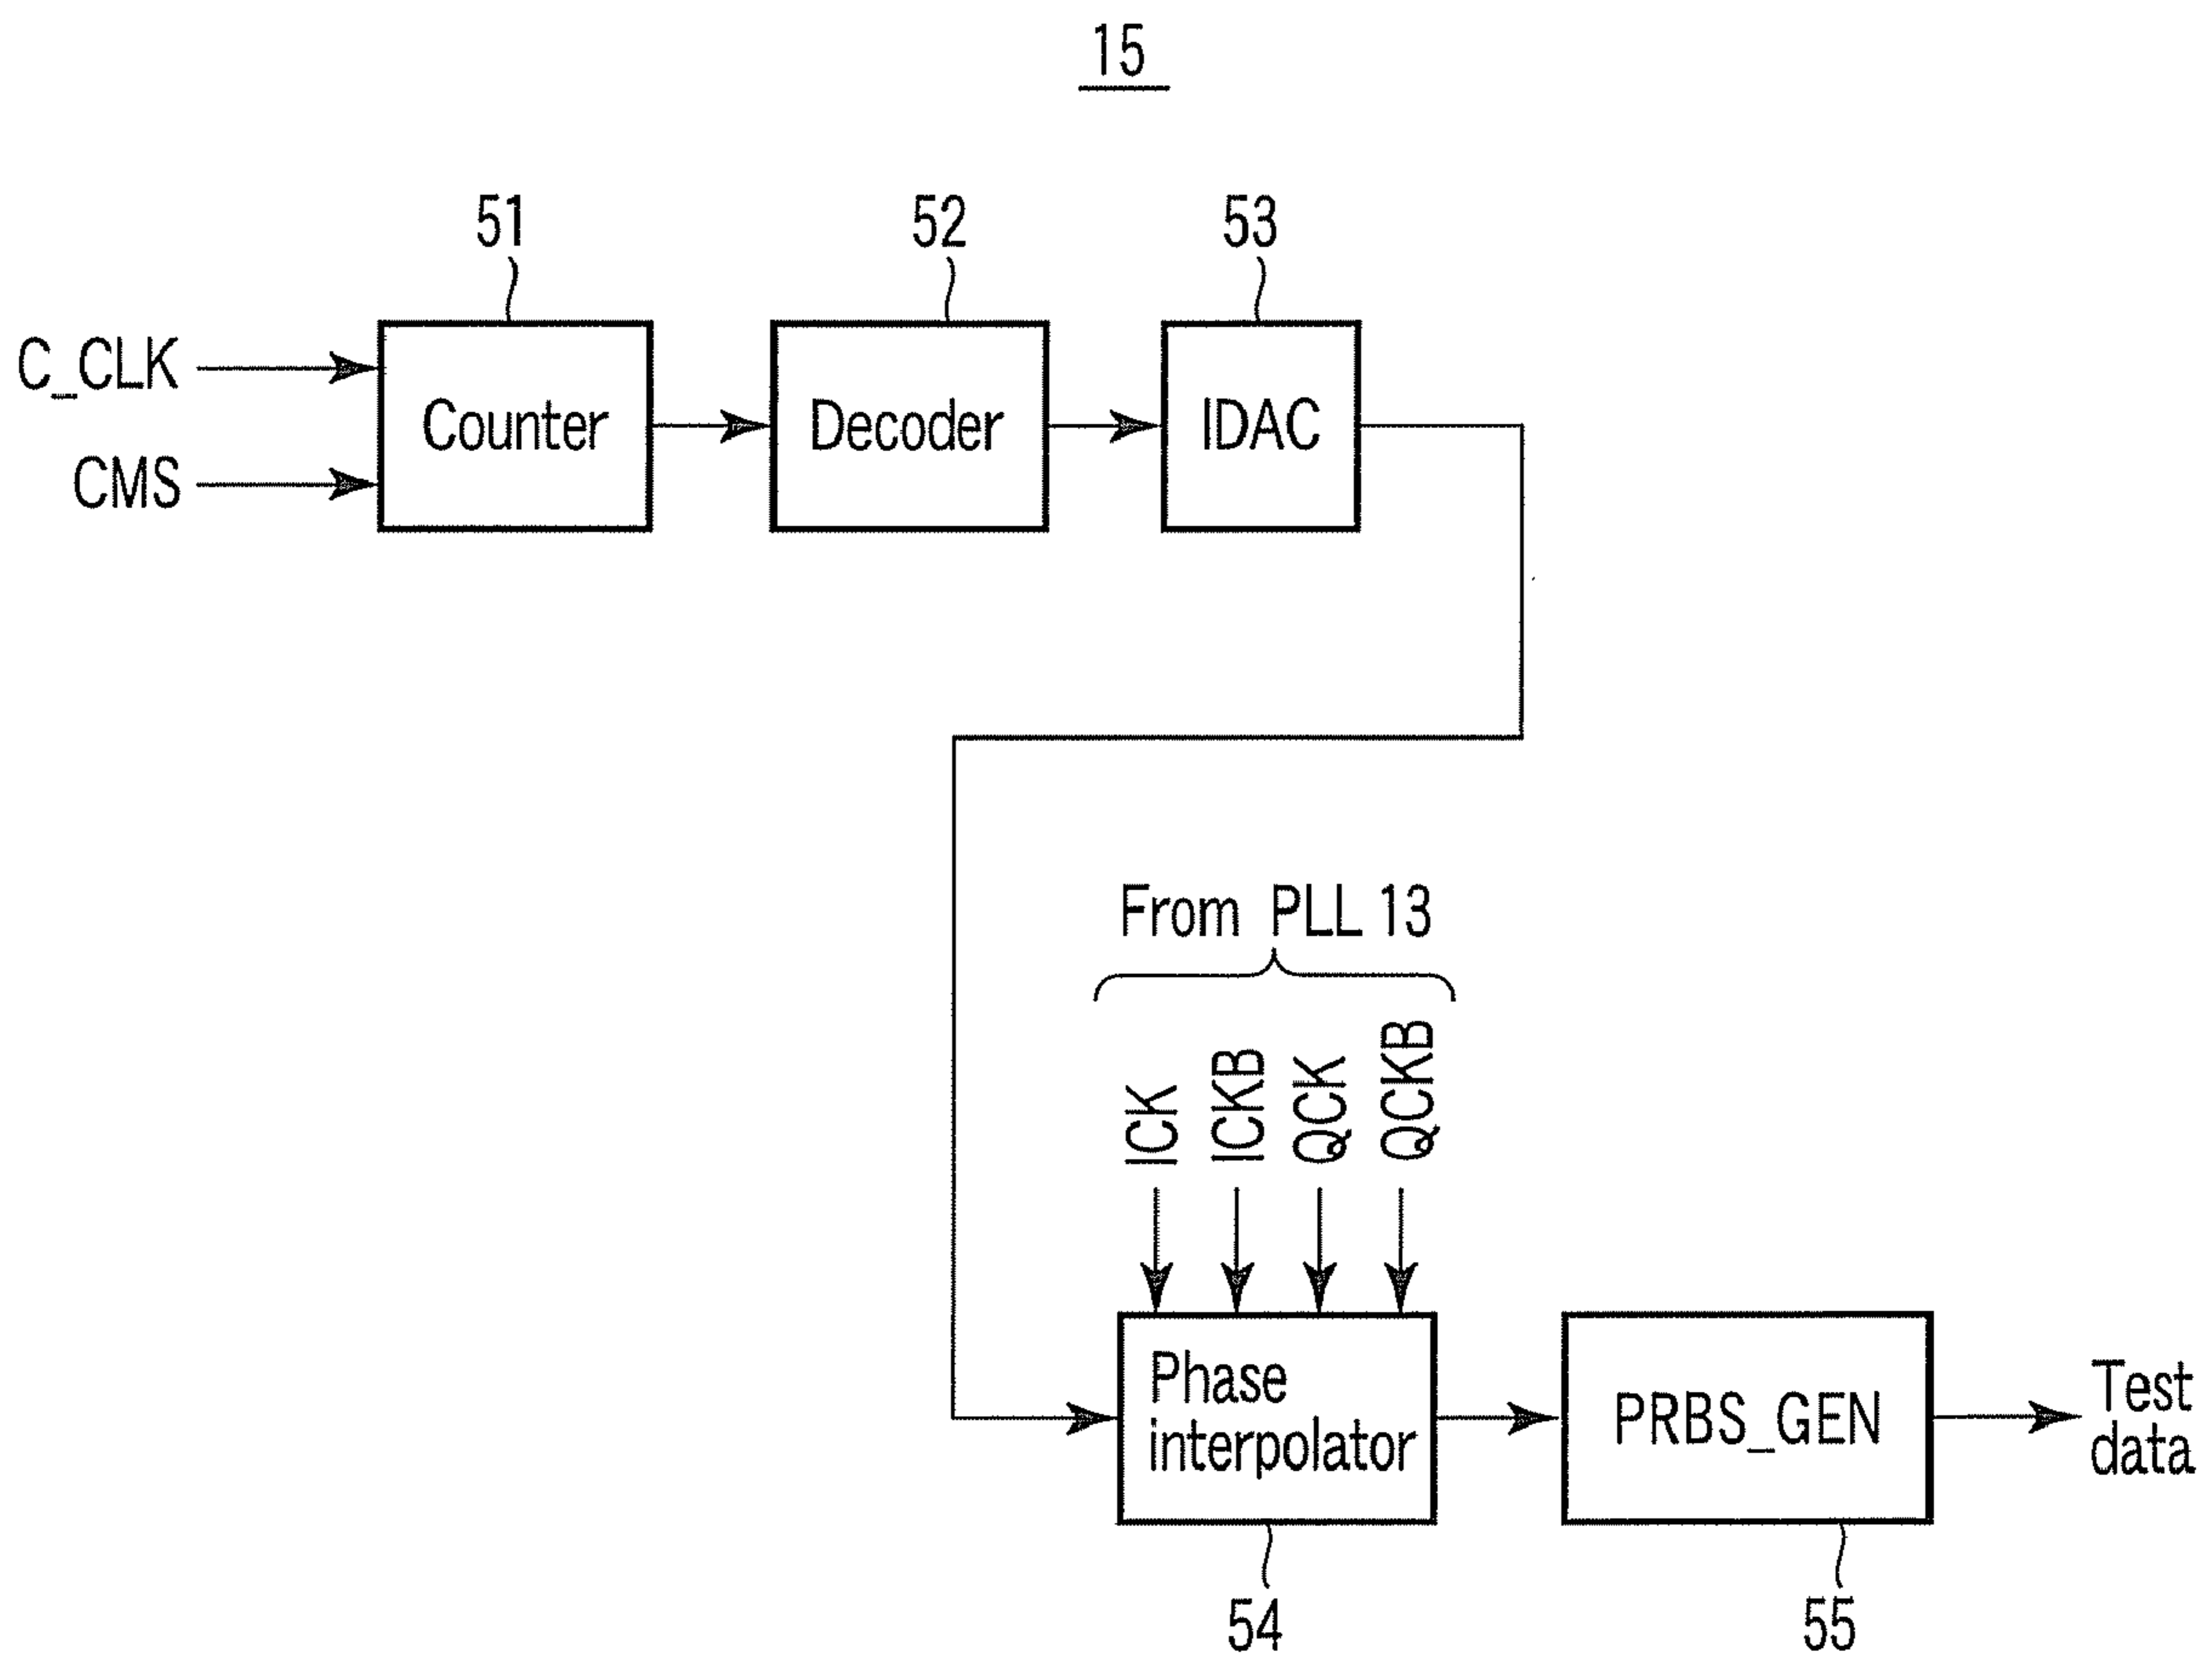 15
51
52
53
C_CLK
CMS
Counter
Decoder
IDAC
From PLL 13
ICK
ICKB
QCK
QCKB
Phase
interpolator
PRBS_GEN
Test
data
54
55